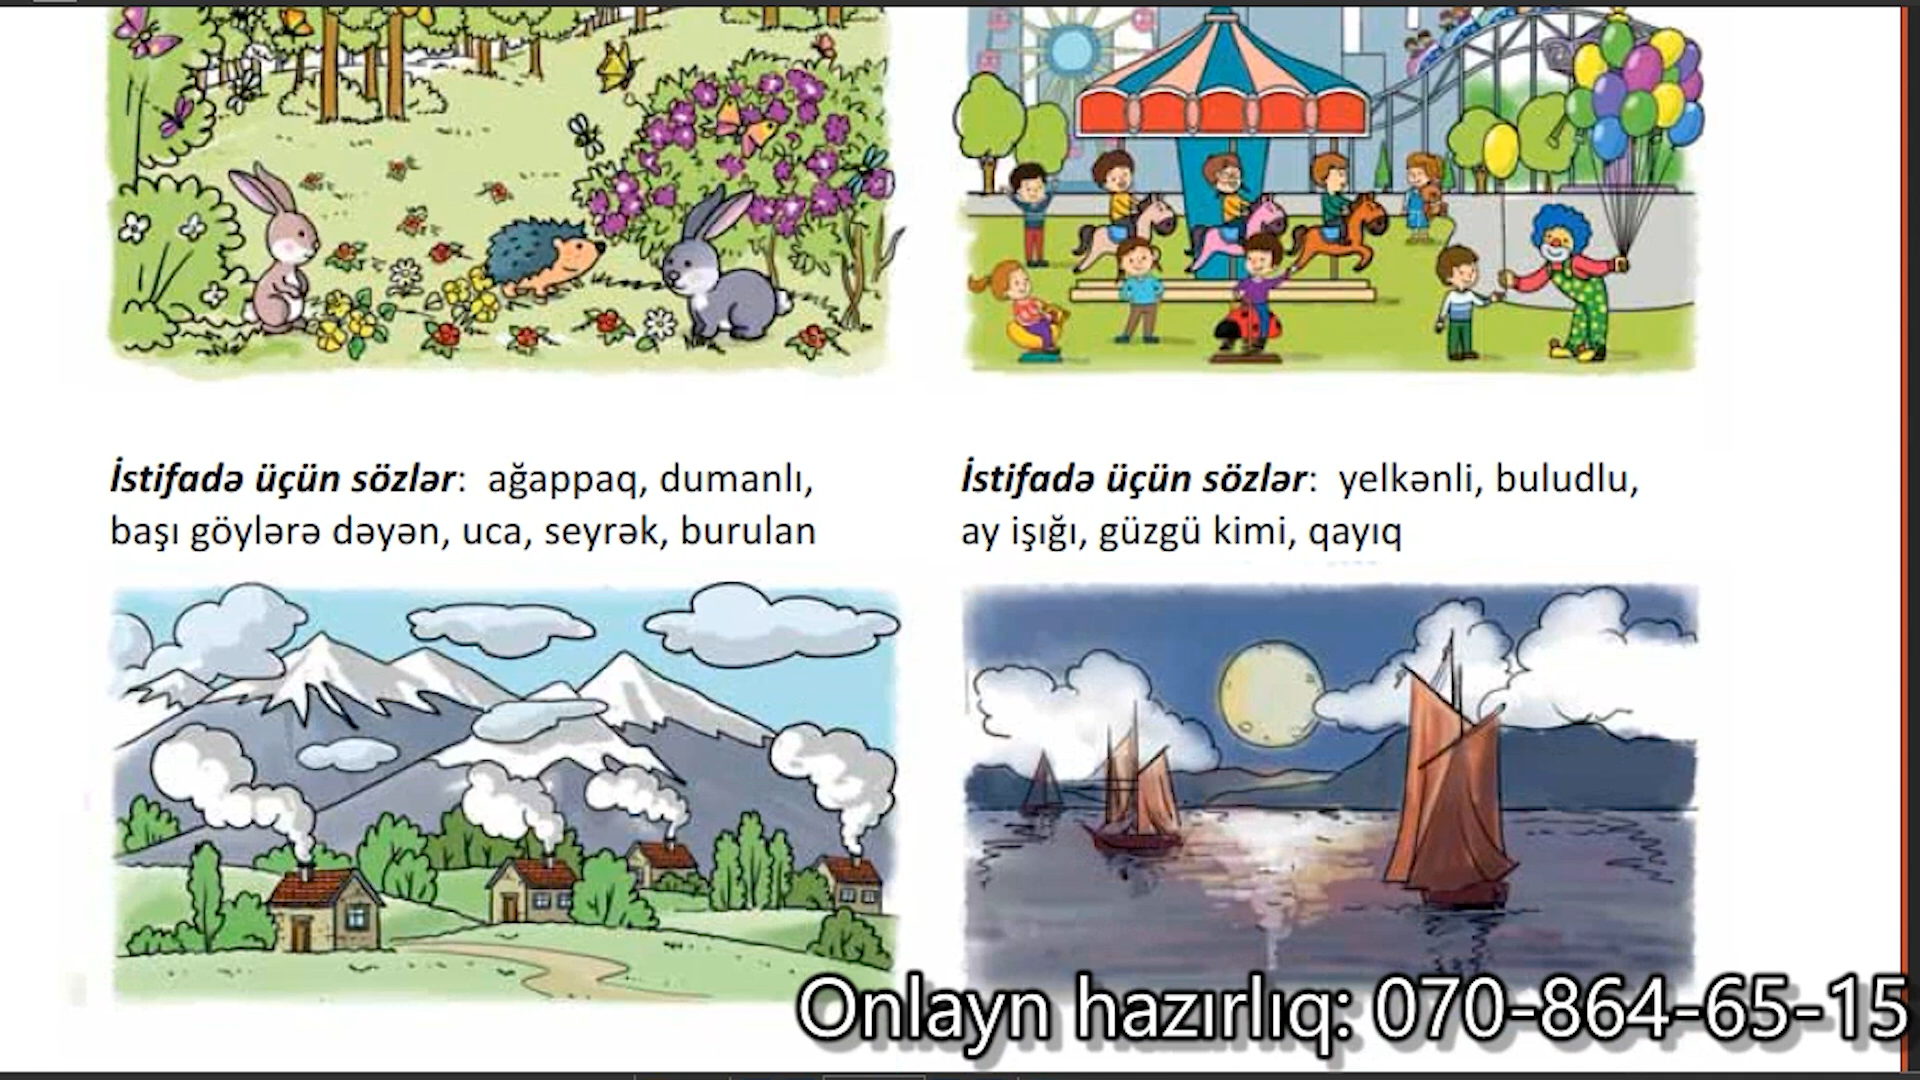 İstifadə üçün sözlər: ağappaq, dumanlı,
başı göylərə dəyən, uca, seyrək, burulan
İstifadə üçün sözlər: yelkənli, buludlu,
ay işığı, güzgü kimi, qayıq
Onlayn hazırlıq: 070-864-65-15